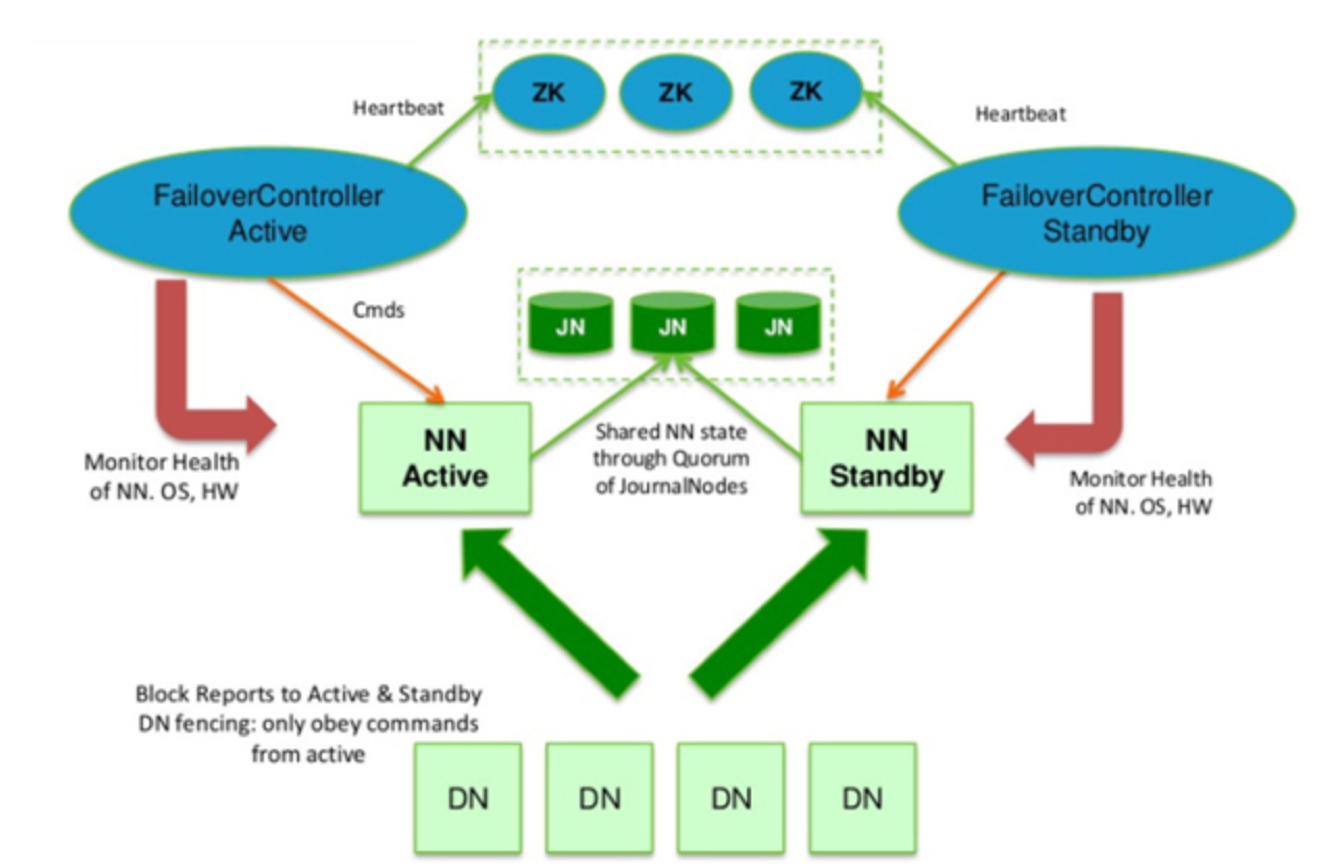 ZK
ZK
ZK
Heartbeat
Heartbeat
FailoverController
Active
FailoverController
Standby
Cmds
JN
JN
JN
NN
Active
Shared NN state
through Quorum
of JournalNodes
NN
Standby
Monitor Health
of NN. OS, HW
Monitor Health
of NN. OS, HW
Block Reports to Active & Standby
DN fencing: only obey commands
from active
DN
DN
DN
DN